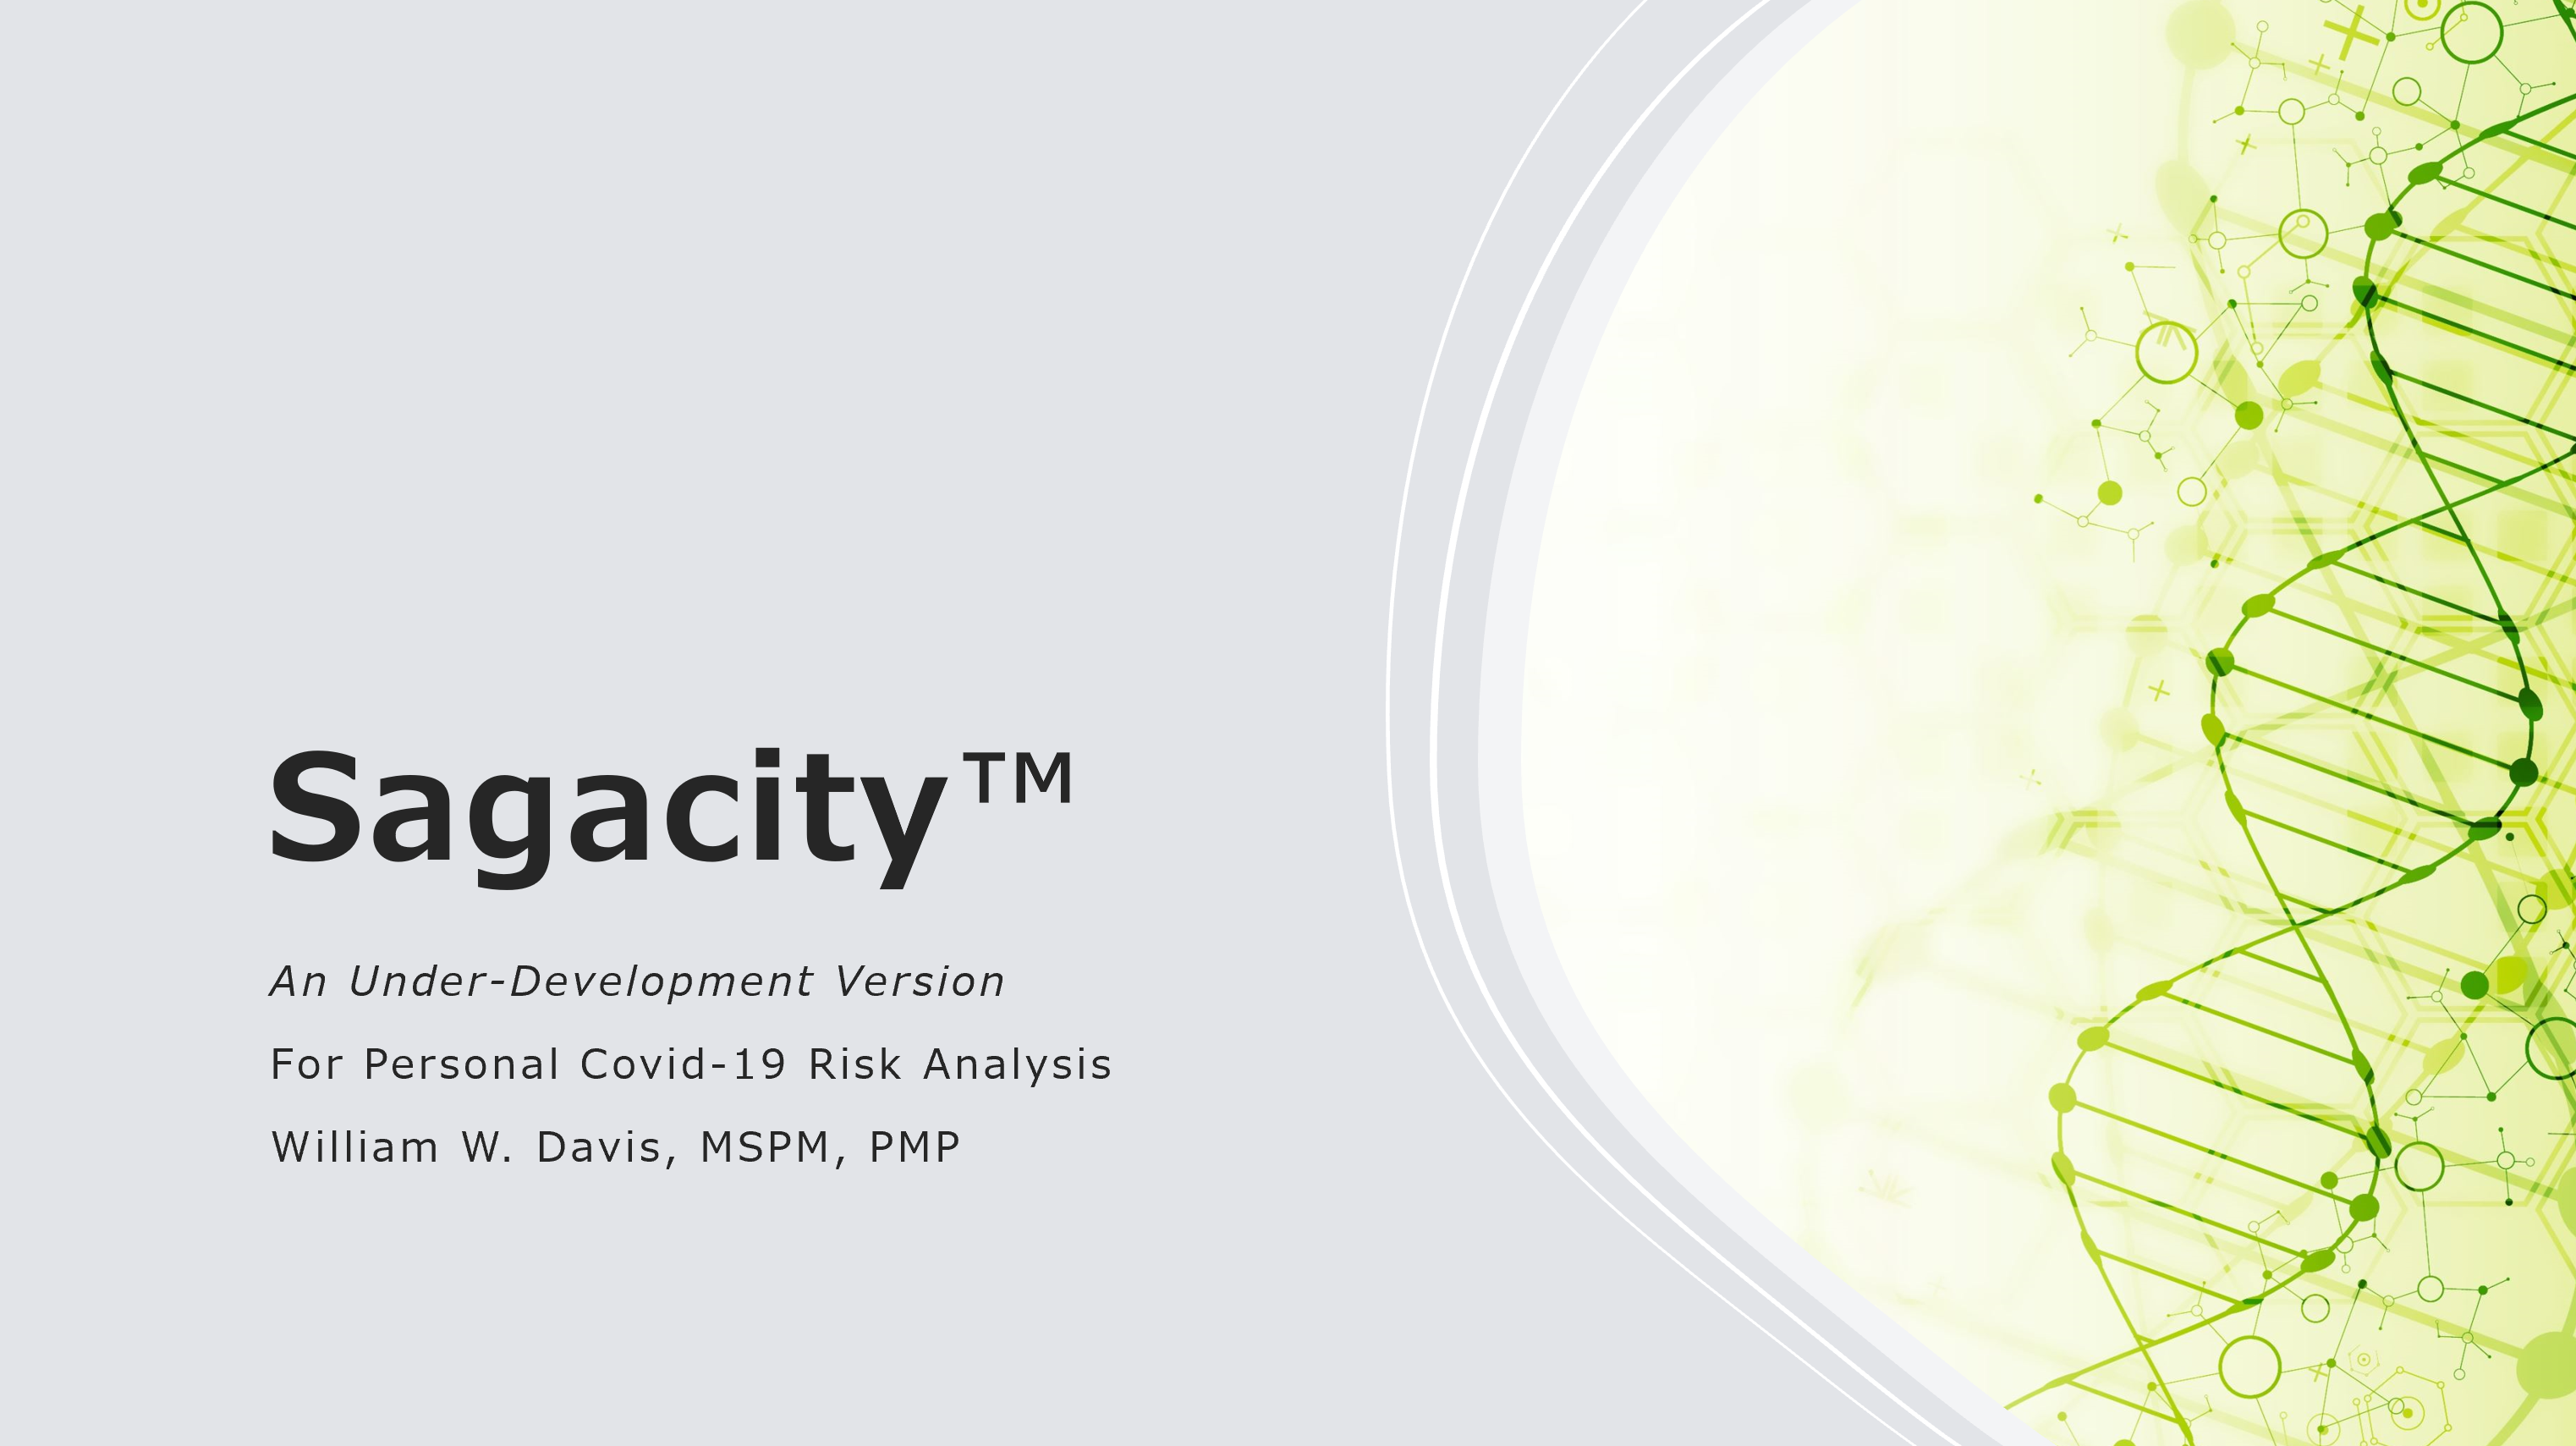 Sagacity™
An Under-Development Version
For Personal Covid-19 Risk Analysis
William W. Davis, MSPM, PMP